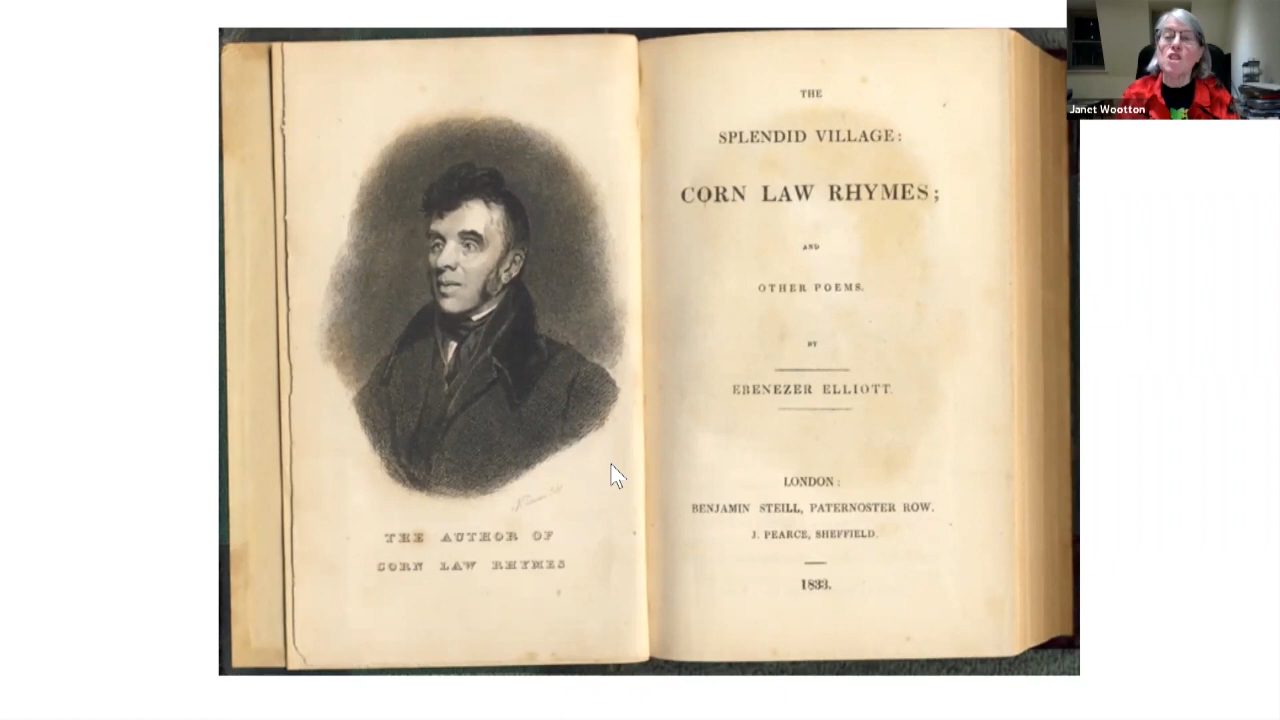 THE AUTHOR OF
CORN LAW RHYMES
THE
SPLENDID VILLAGE:
CORN LAW RHYMES;
AND
OTHER POEMS.
BY
EBENEZER ELLIOTT.
LONDON:
BENJAMIN STEILL, PATERNOSTER ROW.
J. PEARCE, SHEFFIELD.
1833.
Janet Wootton